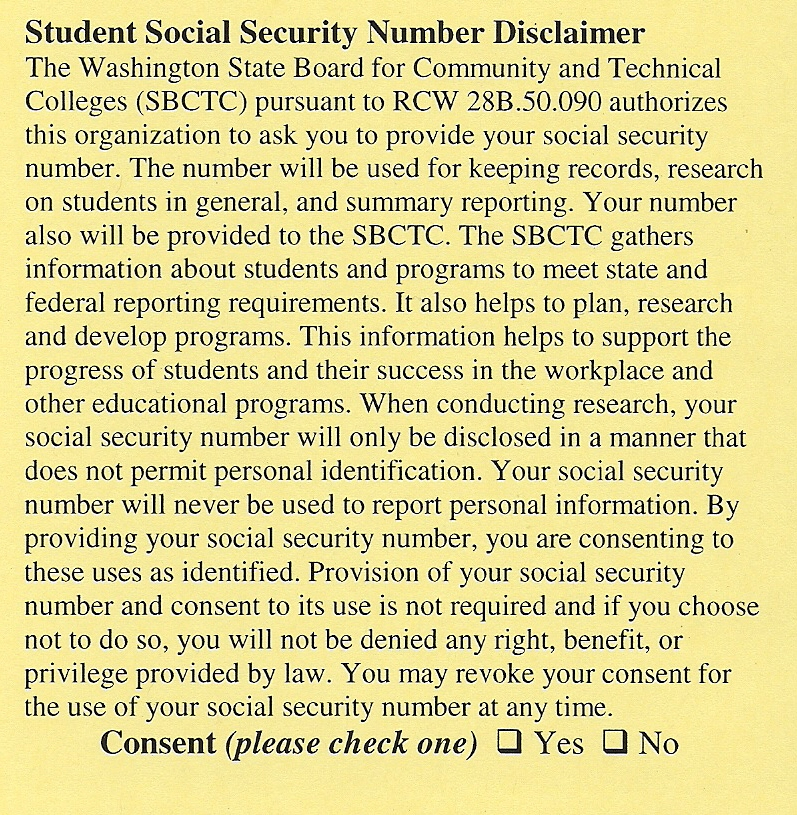 Student Social Security Number Disclaimer
The Washington State Board for Community and Technical
Colleges (SBCTC) pursuant to RCW 28B.50.090 authorizes
this organization to ask you to provide your social security
number. The number will be used for keeping records, research
on students in general, and summary reporting. Your number
also will be provided to the SBCTC. The SBCTC gathers
information about students and programs to meet state and
federal reporting requirements. It also helps to plan, research
and develop programs. This information helps to support the
progress of students and their success in the workplace and
other educational programs. When conducting research, your
social security number will only be disclosed in a manner that
does not permit personal identification. Your social security
number will never be used to report personal information. By
providing your social security number, you are consenting to
these uses as identified. Provision of your social security
number and consent to its use is not required and if you choose
not to do so, you will not be denied any right, benefit, or
privilege provided by law. You may revoke your consent for
the use of your social security number at any time.
Consent (please check one) ❑ Yes ❑ No